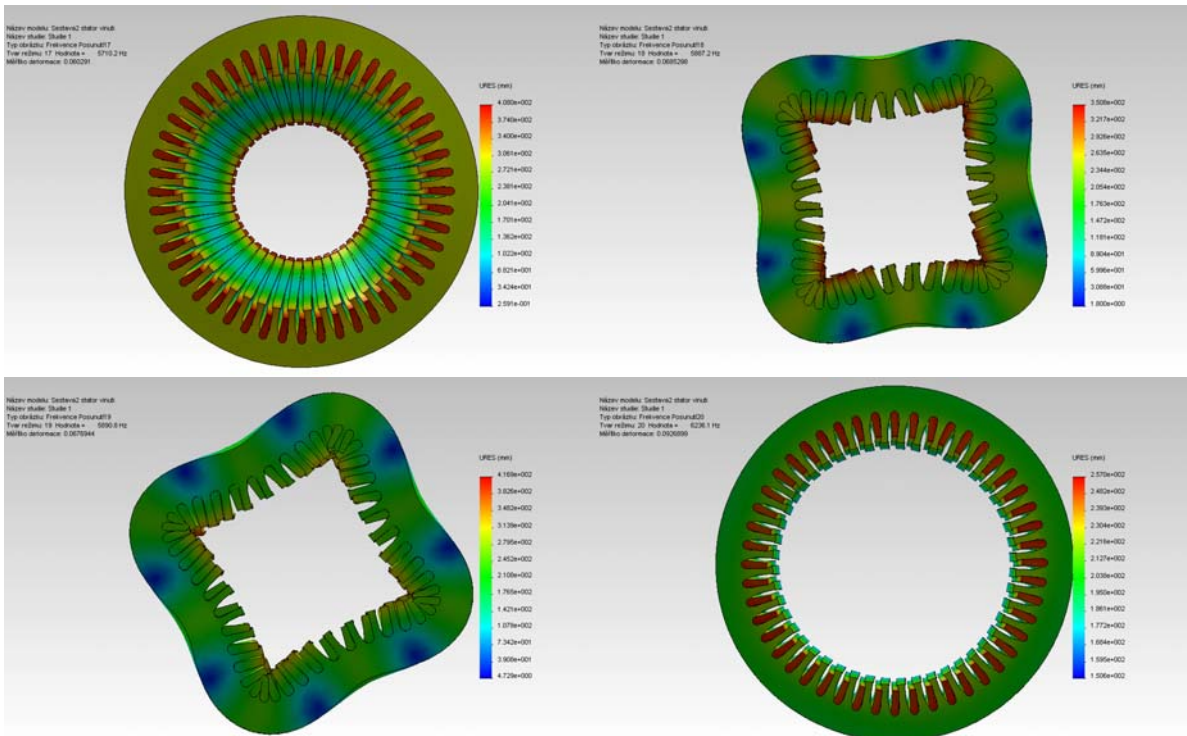 Název modelu: Sestava2 stator vinuti
Název studie: Studie 1
Typ obrázku: Frekvence Posunutí17
Tvar režimu: 17 Hodnota = 5710.2 Hz
Měřítko deformace: 0.060291
URES (mm)
4.080e+002
3.740e+002
3.400e+002
3.061e+002
2.721e+002
2.381e+002
2.041e+002
1.701e+002
1.362e+002
1.022e+002
6.821e+001
3.424e+001
2.591e-001
Název modelu: Sestava2 stator vinuti
Název studie: Studie 1
Typ obrázku: Frekvence Posunutí18
Tvar režimu: 18 Hodnota = 5887.2 Hz
Měřítko deformace: 0.0685298
URES (mm)
3.508e+002
3.217e+002
2.926e+002
2.635e+002
2.344e+002
2.054e+002
1.763e+002
1.472e+002
1.181e+002
8.904e+001
5.996e+001
3.088e+001
1.800e+000
Název modelu: Sestava2 stator vinuti
Název studie: Studie 1
Typ obrázku: Frekvence Posunutí19
Tvar režimu: 19 Hodnota = 5890.8 Hz
Měřítko deformace: 0.0676944
URES (mm)
4.169e+002
3.826e+002
3.482e+002
3.139e+002
2.795e+002
2.452e+002
2.108e+002
1.765e+002
1.421e+002
1.078e+002
7.342e+001
3.908e+001
4.729e+000
Název modelu: Sestava2 stator vinuti
Název studie: Studie 1
Typ obrázku: Frekvence Posunutí20
Tvar režimu: 20 Hodnota = 6236.1 Hz
Měřítko deformace: 0.0926899
URES (mm)
2.570e+002
2.482e+002
2.393e+002
2.304e+002
2.216e+002
2.127e+002
2.038e+002
1.950e+002
1.861e+002
1.772e+002
1.684e+002
1.595e+002
1.506e+002